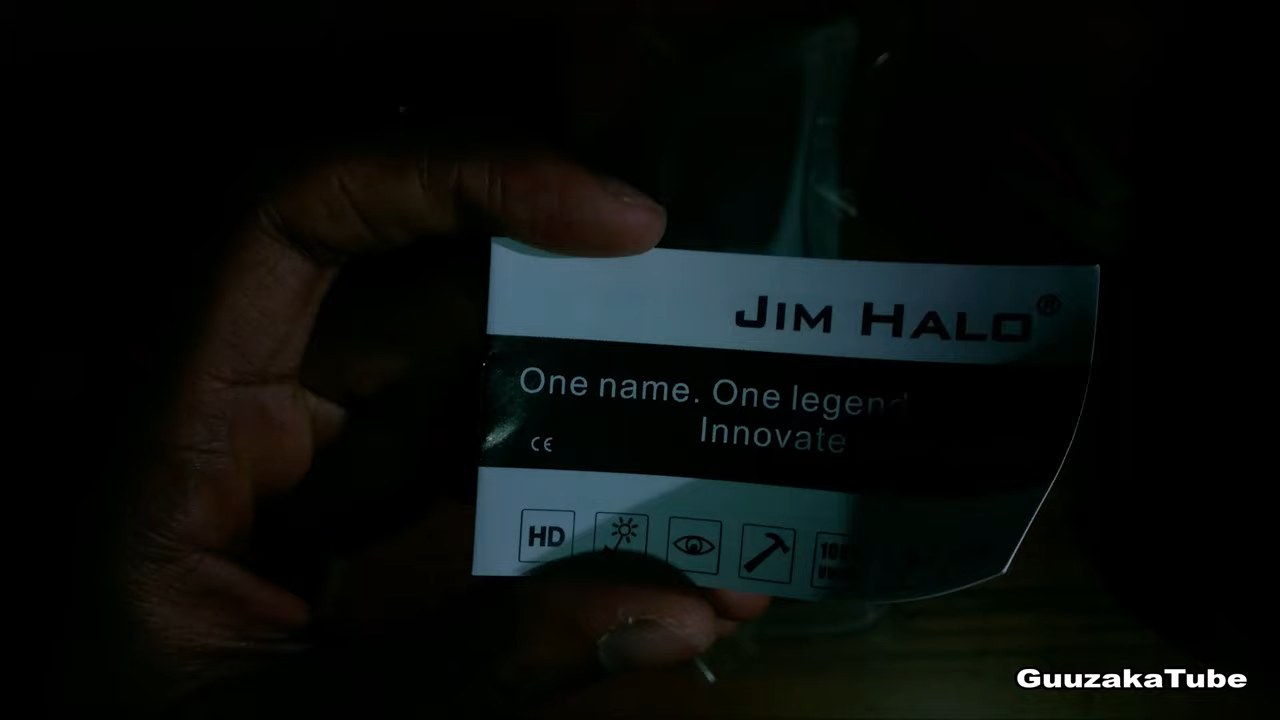 JIM HALO®
One name. One legend
Innovate
CE
HD
GuuzakaTube